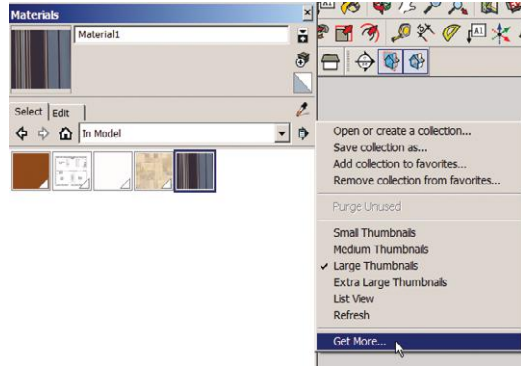 Materials
Material1
Select
Edit
In Model
Open or create a collection...
Save collection as...
Add collection to favorites...
Remove collection from favorites...
Purge Unused
Small Thumbnails
Medium Thumbnails
Large Thumbnails
Extra Large Thumbnails
List View
Refresh
Get More...
A1